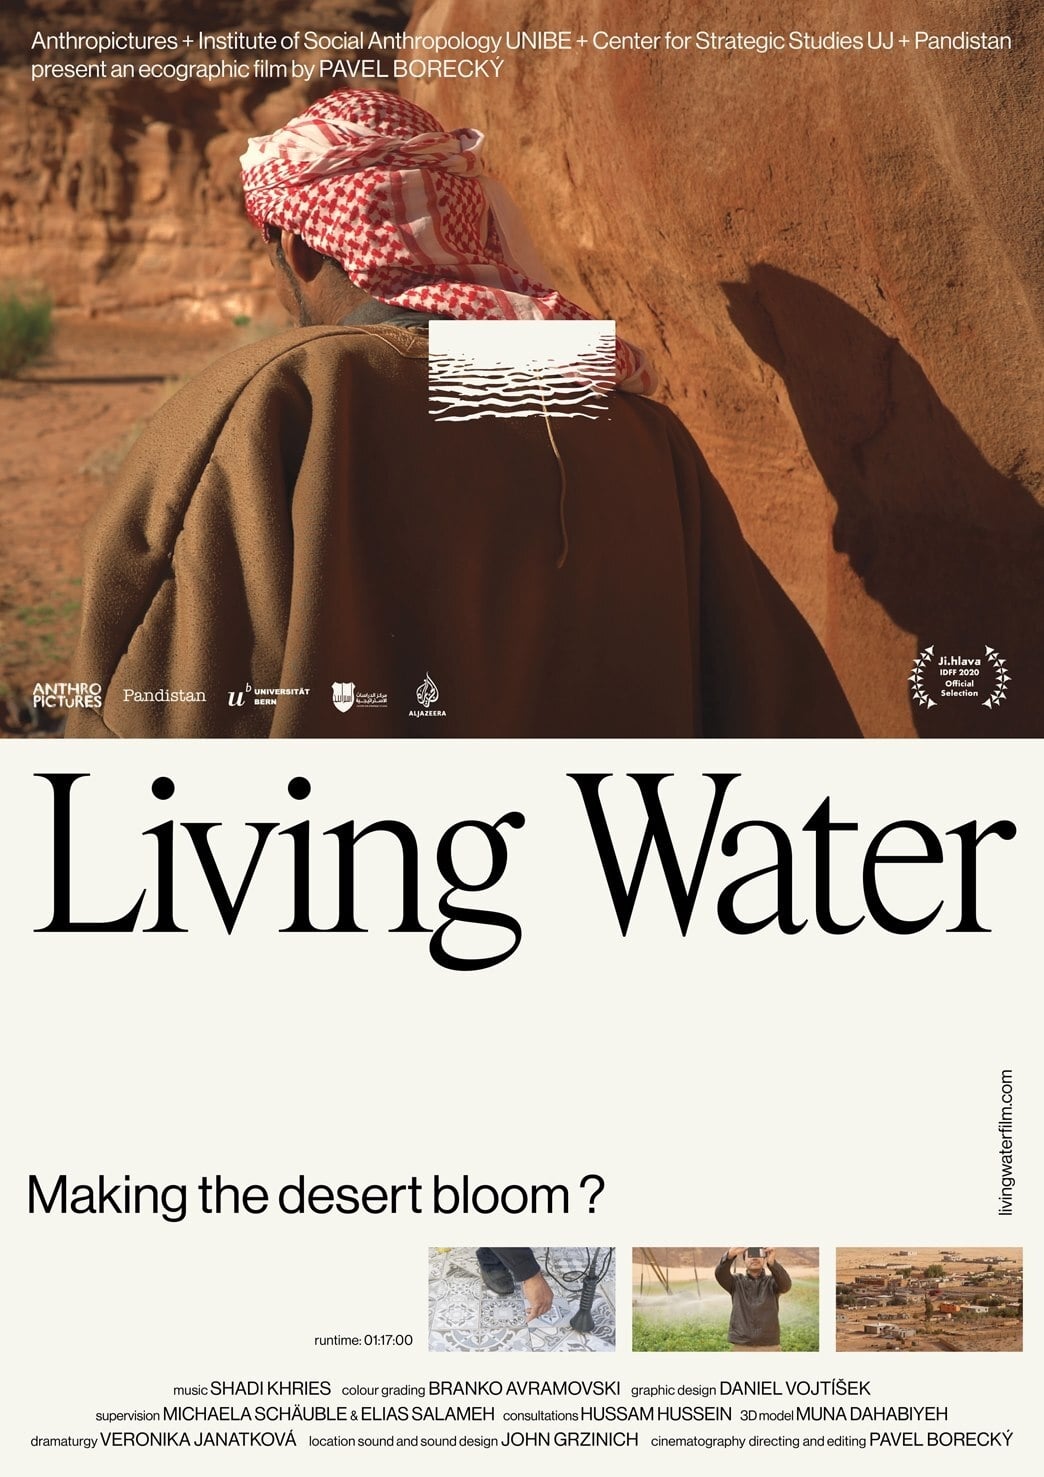 Anthropictures + Institute of Social Anthropology UNIBE + Center for Strategic Studies UJ + Pandistan
present an ecographic film by PAVEL BORECKÝ
ANTHRO
PICTURES
Pandistan
u b UNIVERSITÄT
BERN
مركز الدراسات
الاستراتيجية
ALJAZEERA
Ji.hlava
IDFF 2020
Official
Selection
Living Water
livingwaterfilm.com
Making the desert bloom ?
runtime: 01:17:00
music SHADI KHRIES colour grading BRANKO AVRAMOVSKI graphic design DANIEL VOJTÍŠEK
supervision MICHAELA SCHÄUBLE & ELIAS SALAMEH consultations HUSSAM HUSSEIN 3D model MUNA DAHABIYEH
dramaturgy VERONIKA JANATKOVÁ location sound and sound design JOHN GRZINICH cinematography directing and editing PAVEL BORECKÝ